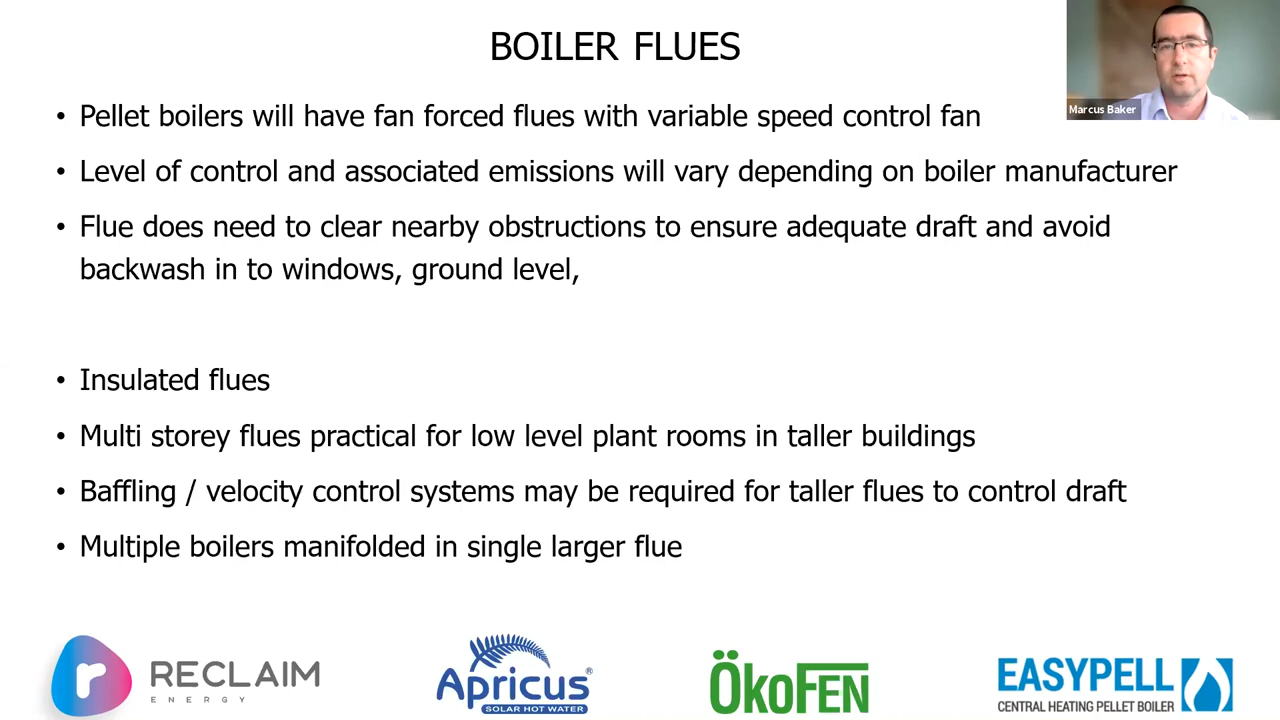 BOILER FLUES
Marcus Baker
• Pellet boilers will have fan forced flues with variable speed control fan
• Level of control and associated emissions will vary depending on boiler manufacturer
• Flue does need to clear nearby obstructions to ensure adequate draft and avoid
backwash in to windows, ground level,
• Insulated flues
• Multi storey flues practical for low level plant rooms in taller buildings
• Baffling / velocity control systems may be required for taller flues to control draft
• Multiple boilers manifolded in single larger flue
r RECLAIM
ENERGY
Apricus®
SOLAR HOT WATER
ÖkoFEN
EASYPELL
CENTRAL HEATING PELLET BOILER